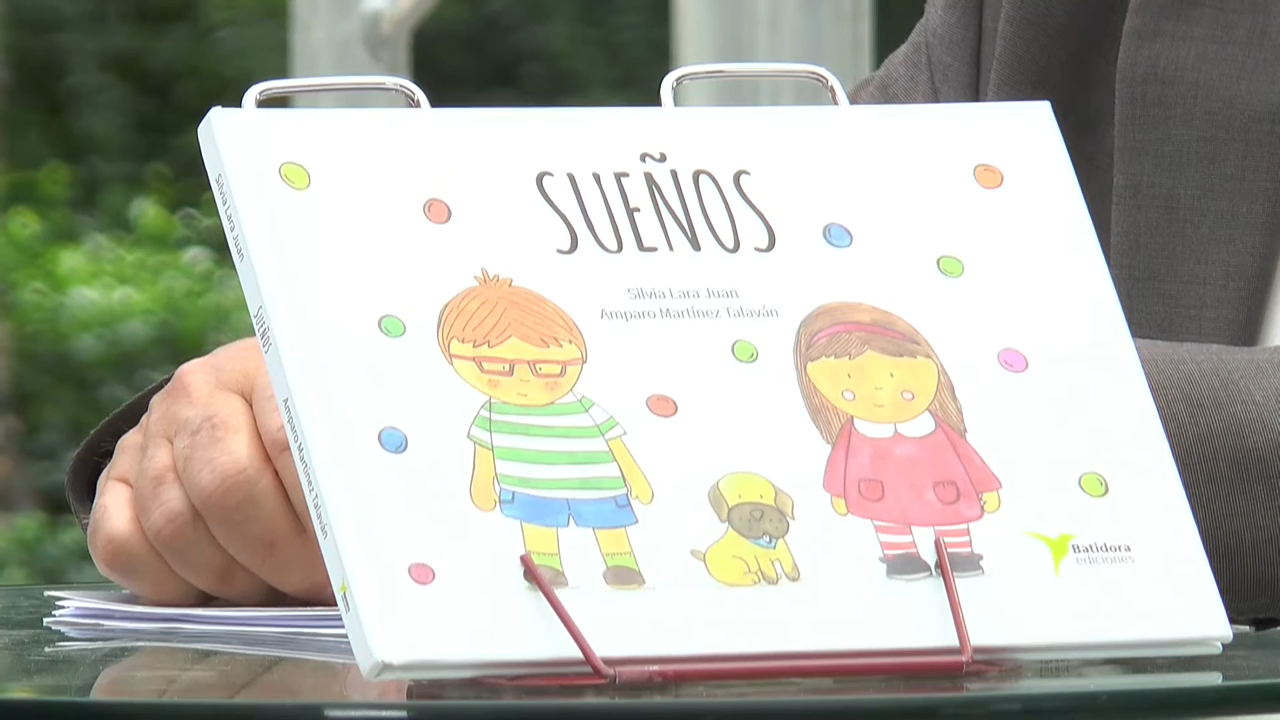 SUEÑOS
Silvia Lara Juan
Amparo Martínez Talaván
Batidora
ediciones
Silvia Lara Juan
SUEÑOS
Amparo Martínez Talaván